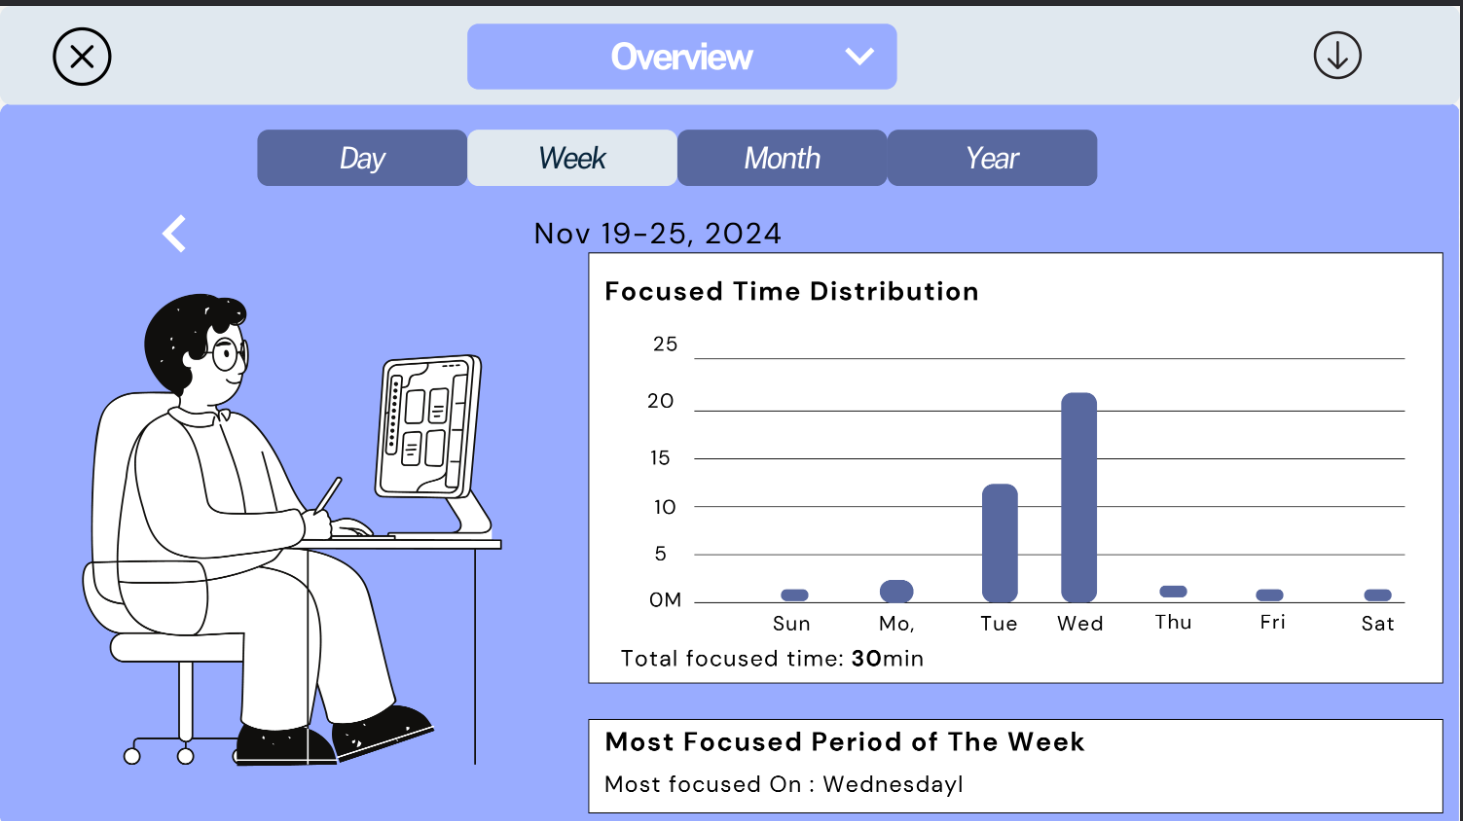 Overview
Day Week Month Year
Nov 19-25, 2024
Focused Time Distribution
25
20
15
10
5
0M
Sun Mo, Tue Wed Thu Fri Sat
Total focused time: 30min
Most Focused Period of The Week
Most focused On : Wednesdayl